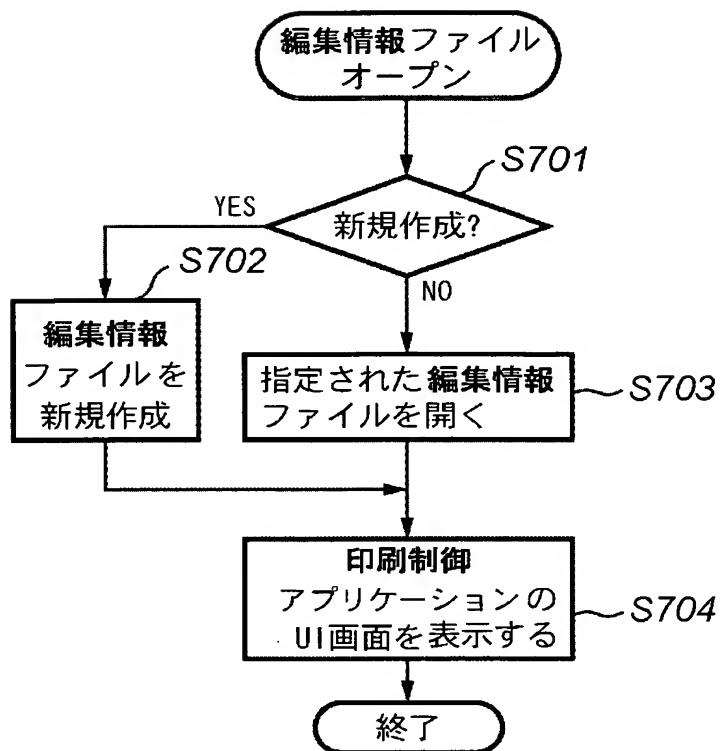 編集情報ファイル
オープン
S701
新規作成?
YES
NO
S702
編集情報
ファイルを
新規作成
指定された編集情報
ファイルを開く
S703
印刷制御
アプリケーションの
UI画面を表示する
S704
終了